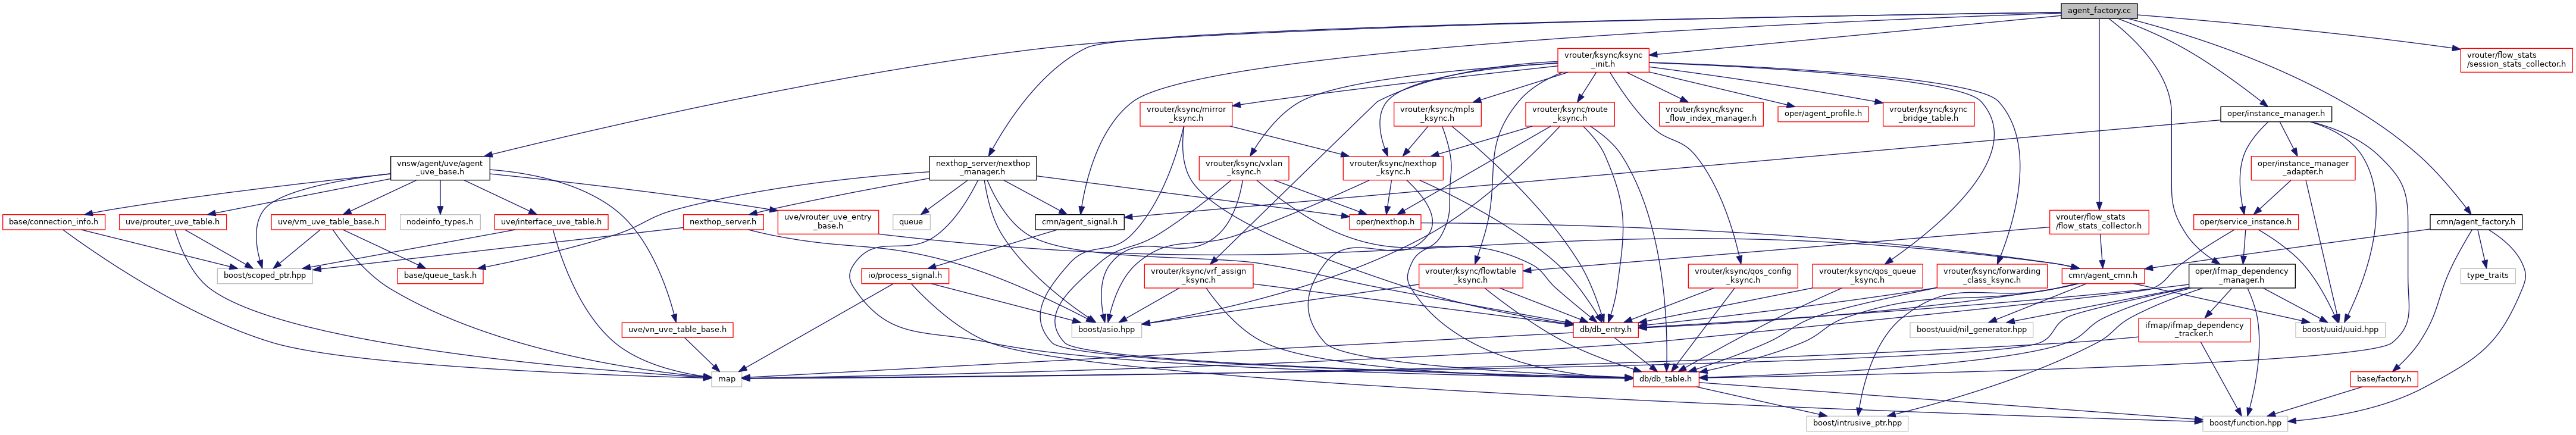 agent_factory.cc
vrouter/ksync/ksync
_init.h
vrouter/flow_stats
/session_stats_collector.h
vrouter/ksync/mirror
_ksync.h
vrouter/ksync/mpls
_ksync.h
vrouter/ksync/route
_ksync.h
vrouter/ksync/ksync
_flow_index_manager.h
oper/agent_profile.h
vrouter/ksync/ksync
_bridge_table.h
oper/instance_manager.h
vnsw/agent/uve/agent
_uve_base.h
nexthop_server/nexthop
_manager.h
vrouter/ksync/vxlan
_ksync.h
vrouter/ksync/nexthop
_ksync.h
oper/instance_manager
_adapter.h
base/connection_info.h
uve/prouter_uve_table.h
uve/vm_uve_table_base.h
nodeinfo_types.h
uve/interface_uve_table.h
nexthop_server.h
uve/vrouter_uve_entry
_base.h
queue
cmn/agent_signal.h
oper/nexthop.h
vrouter/flow_stats
/flow_stats_collector.h
oper/service_instance.h
cmn/agent_factory.h
boost/scoped_ptr.hpp
base/queue_task.h
io/process_signal.h
vrouter/ksync/vrf_assign
_ksync.h
vrouter/ksync/flowtable
_ksync.h
vrouter/ksync/qos_config
_ksync.h
vrouter/ksync/qos_queue
_ksync.h
vrouter/ksync/forwarding
_class_ksync.h
cmn/agent_cmn.h
oper/ifmap_dependency
_manager.h
type_traits
uve/vn_uve_table_base.h
boost/asio.hpp
db/db_entry.h
boost/uuid/nil_generator.hpp
ifmap/ifmap_dependency
_tracker.h
boost/uuid/uuid.hpp
map
db/db_table.h
base/factory.h
boost/intrusive_ptr.hpp
boost/function.hpp